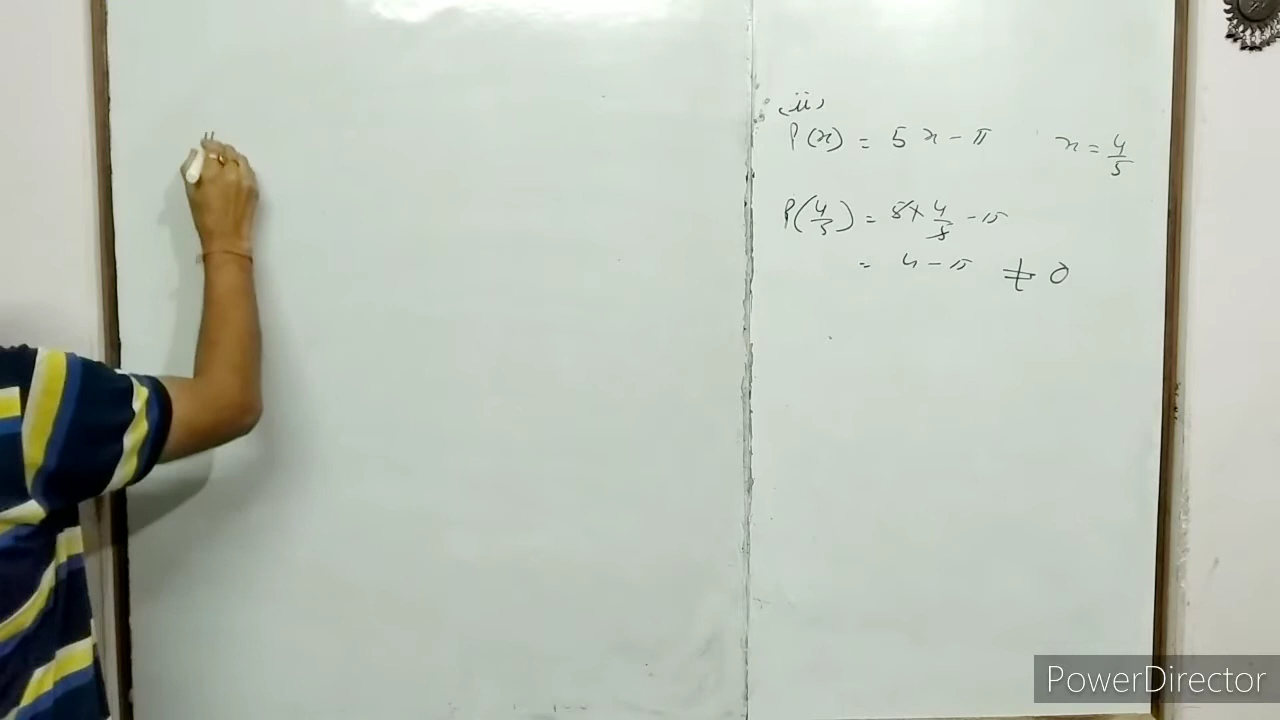 (ii)
P(x) = 5x - π x = 4/5
P(4/5) = 5 x 4/5 - π
= 4 - π ≠ 0
PowerDirector